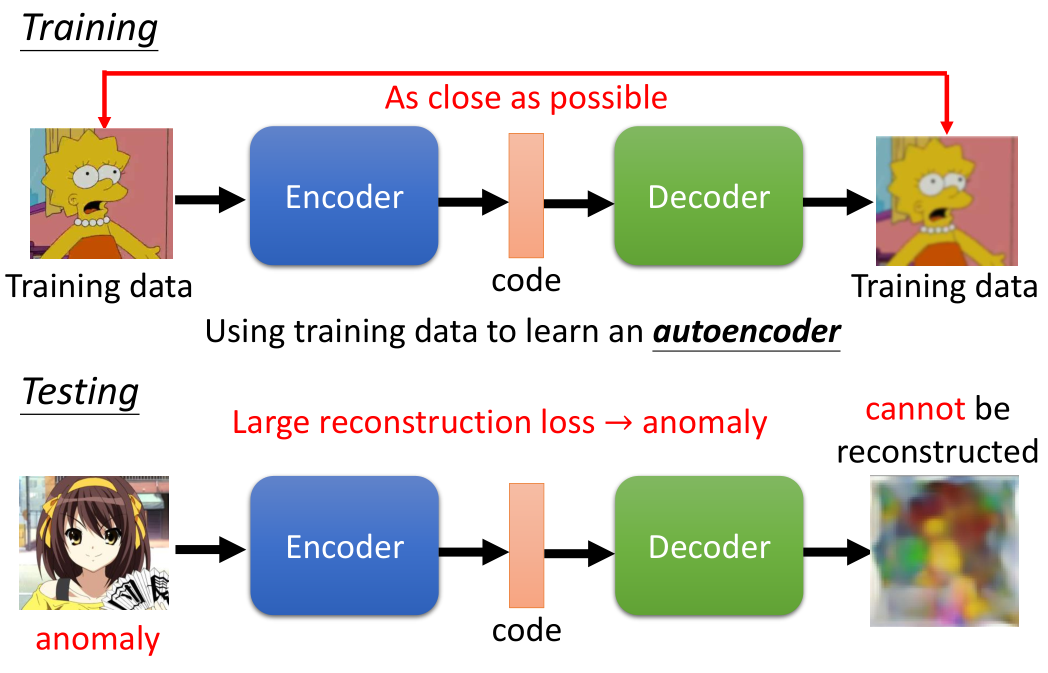 Training
As close as possible
Encoder
Decoder
code
Training data
Training data
Using training data to learn an autoencoder
Testing
Large reconstruction loss → anomaly
cannot be
reconstructed
Encoder
Decoder
code
anomaly